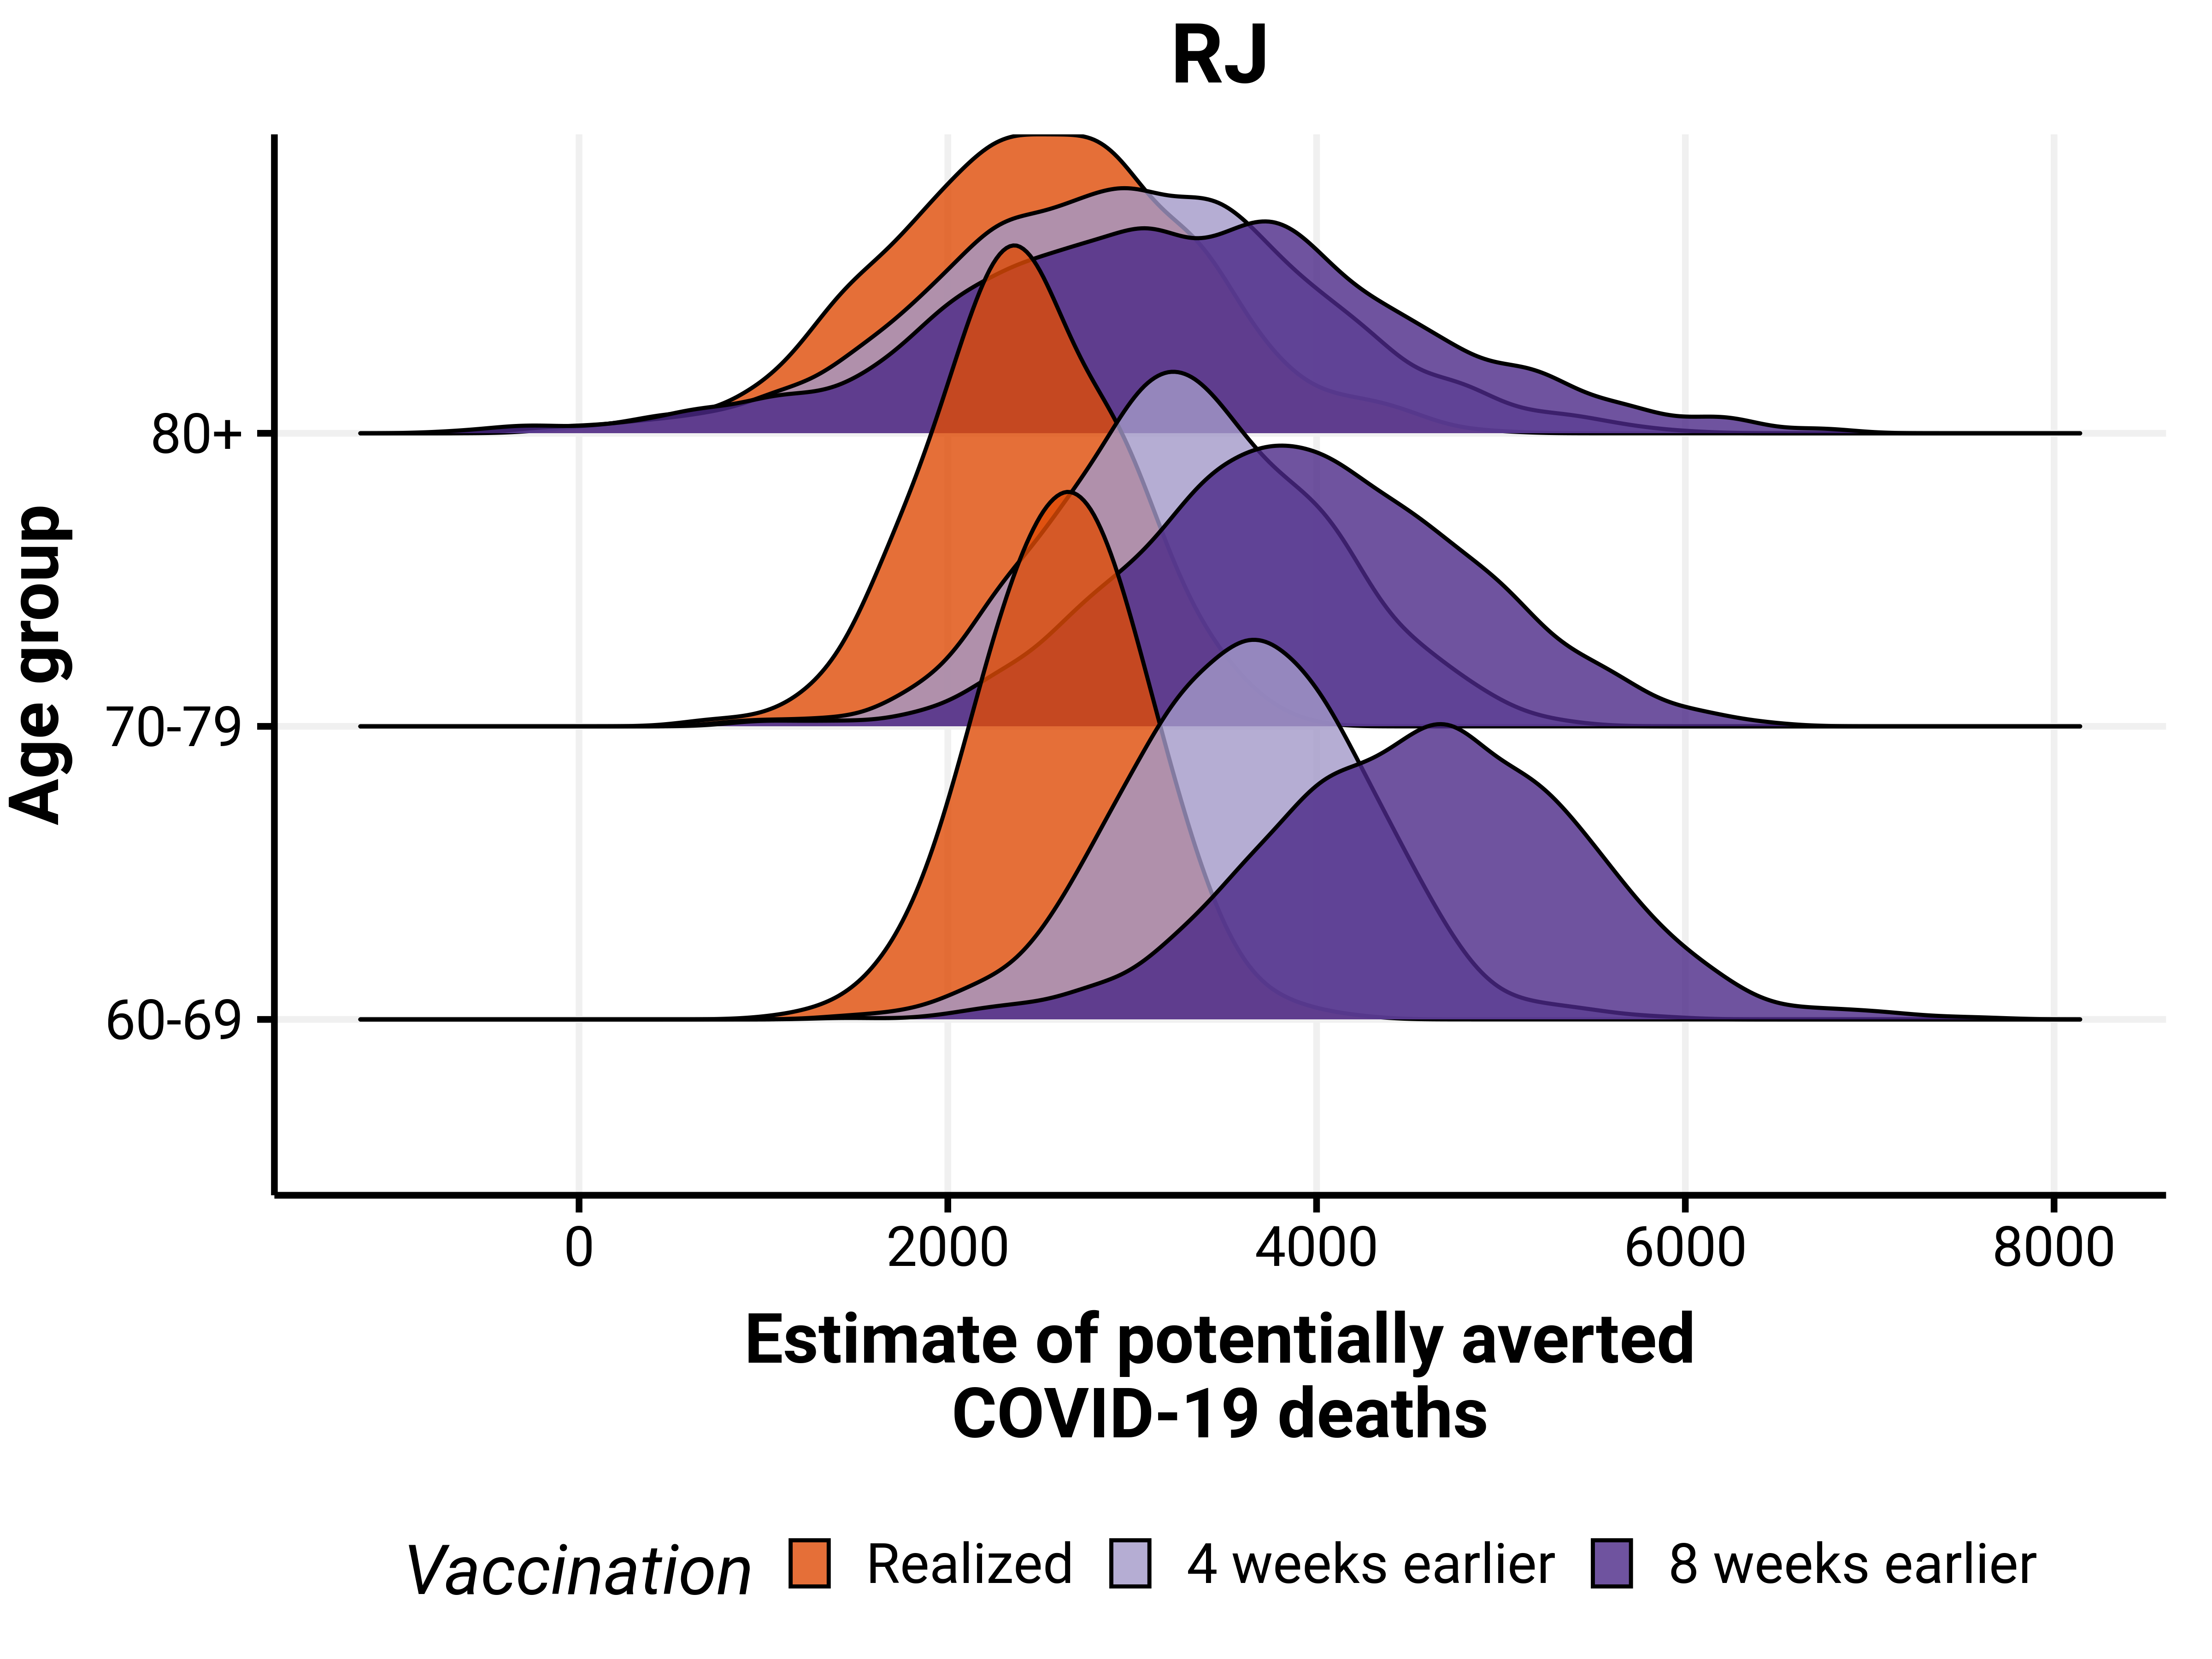 RJ
Age group
80+
70-79
60-69
0 2000 4000 6000 8000
Estimate of potentially averted
COVID-19 deaths
Vaccination Realized 4 weeks earlier 8 weeks earlier